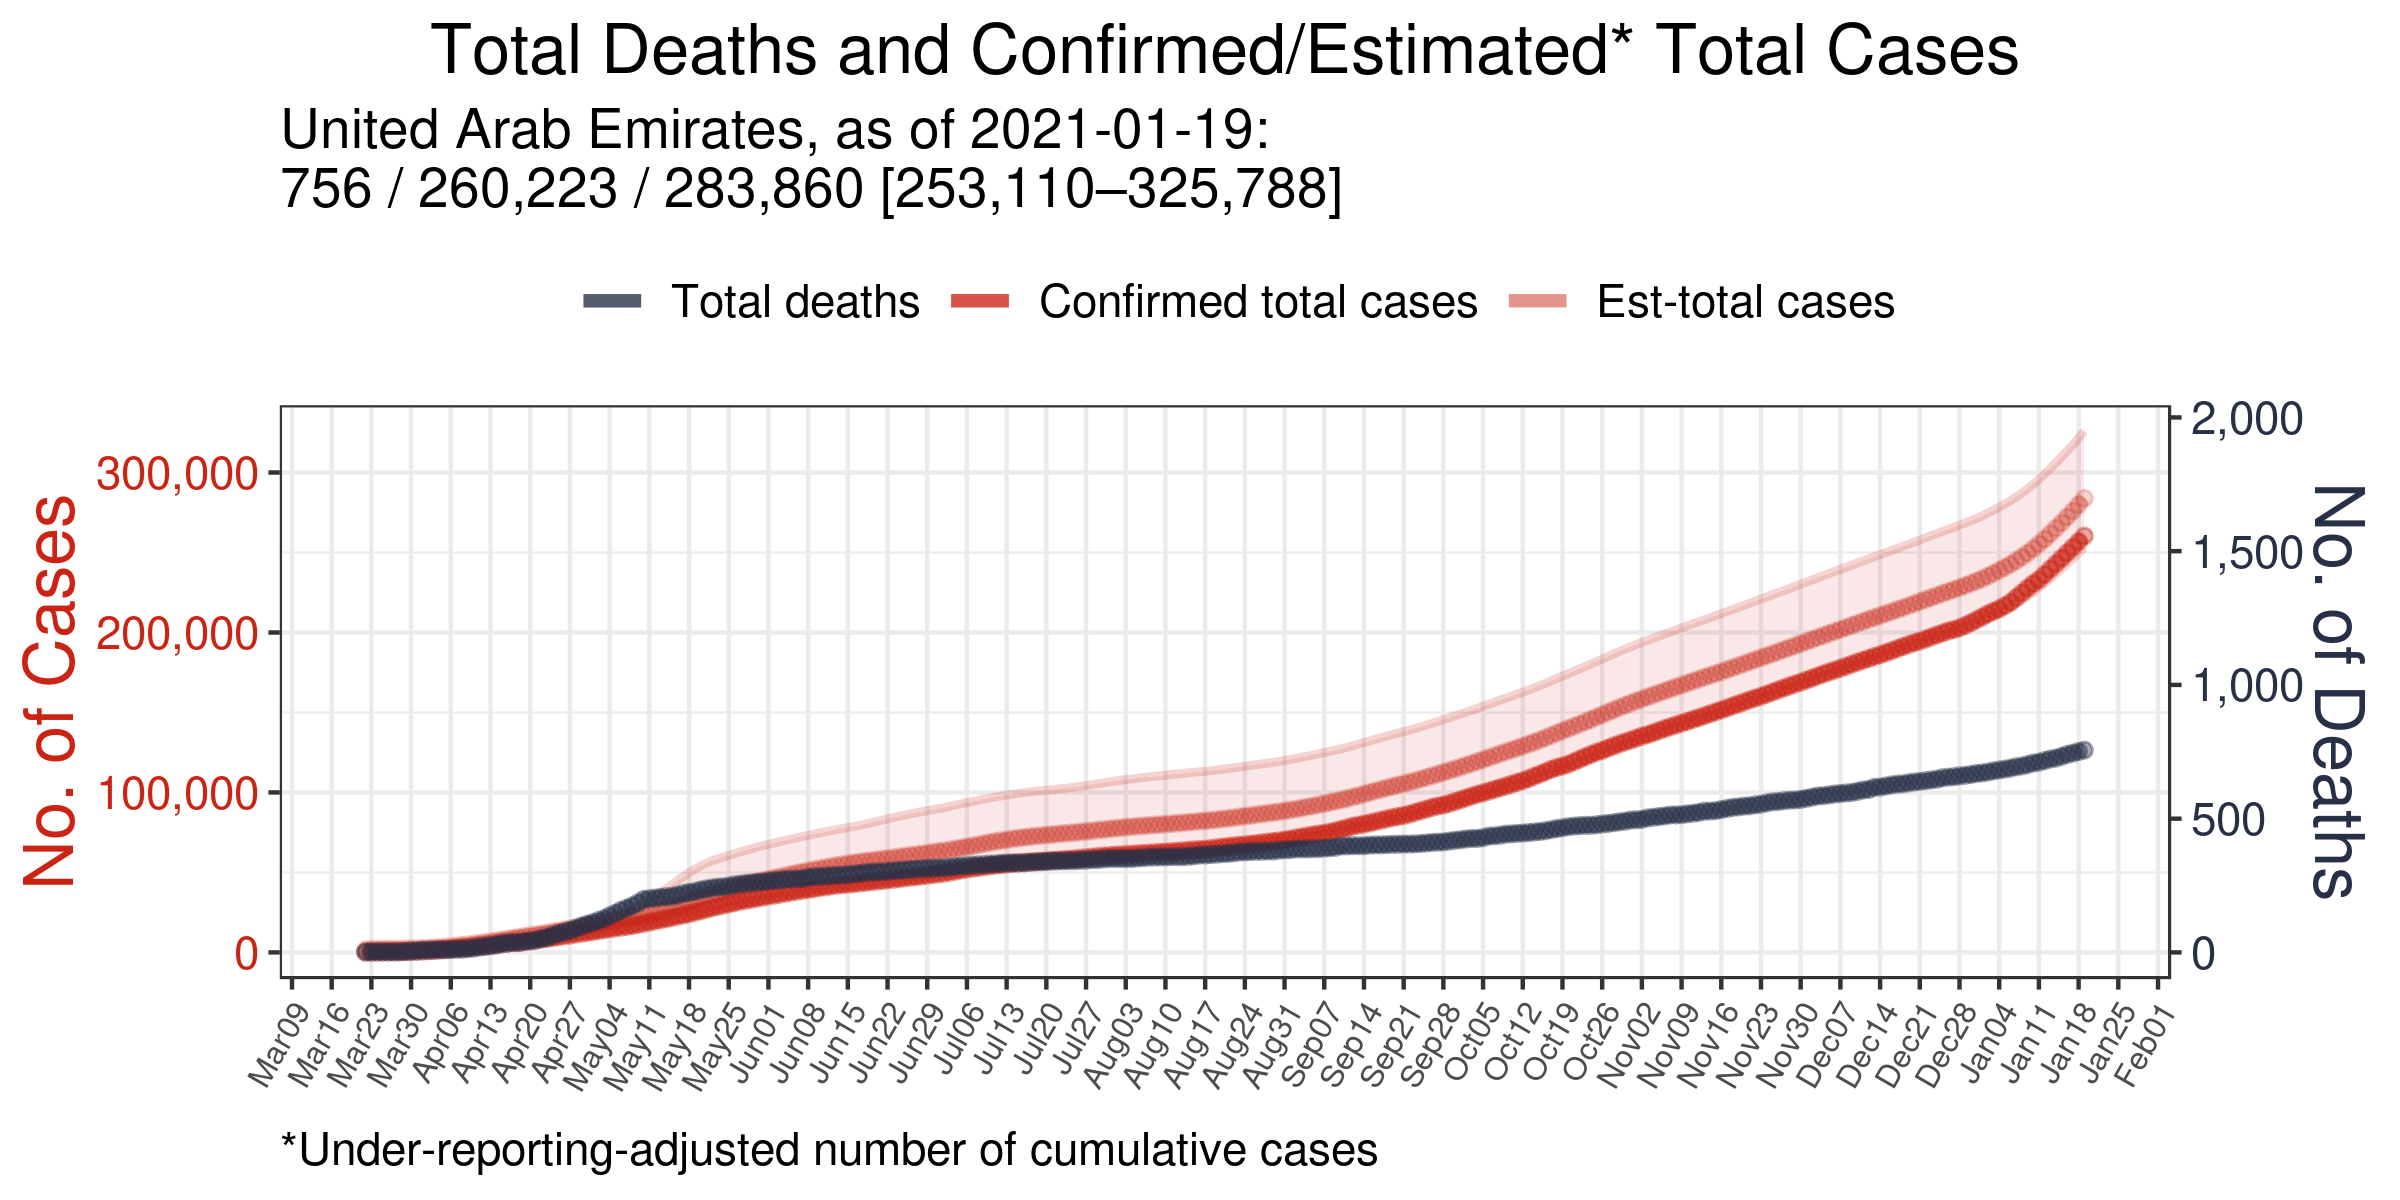 Total Deaths and Confirmed/Estimated* Total Cases
United Arab Emirates, as of 2021-01-19:
756 / 260,223 / 283,860 [253,110–325,788]
Total deaths Confirmed total cases Est-total cases
No. of Cases
300,000
200,000
100,000
0
2,000
1,500
1,000
500
0
No. of Deaths
Mar09 Mar16 Mar23 Mar30 Apr06 Apr13 Apr20 Apr27 May04 May11 May18 May25 Jun01 Jun08 Jun15 Jun22 Jun29 Jul06 Jul13 Jul20 Jul27 Aug03 Aug10 Aug17 Aug24 Aug31 Sep07 Sep14 Sep21 Sep28 Oct05 Oct12 Oct19 Oct26 Nov02 Nov09 Nov16 Nov23 Nov30 Dec07 Dec14 Dec21 Dec28 Jan04 Jan11 Jan18 Jan25 Feb01
*Under-reporting-adjusted number of cumulative cases